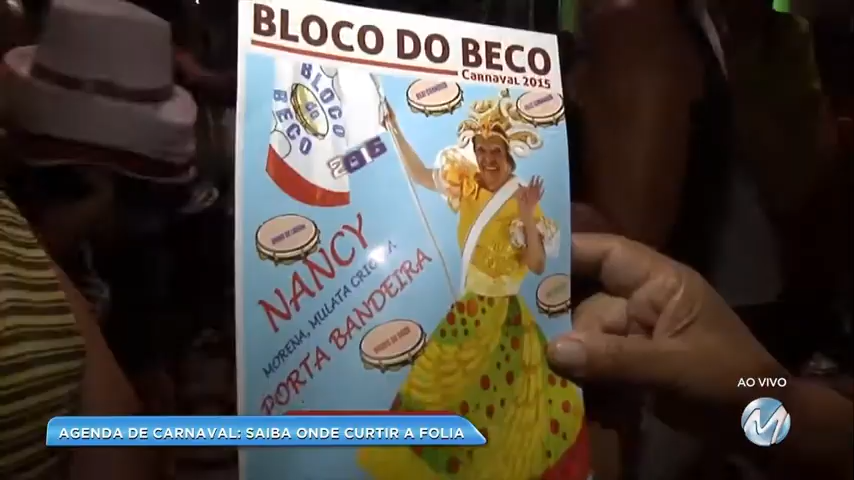 BLOCO DO BECO
Carnaval 2015
BLOCO
do
BECO
2015
NANCY
MORENA, MULATA CRIOULA
PORTA BANDEIRA
AO VIVO
AGENDA DE CARNAVAL: SAIBA ONDE CURTIR A FOLIA